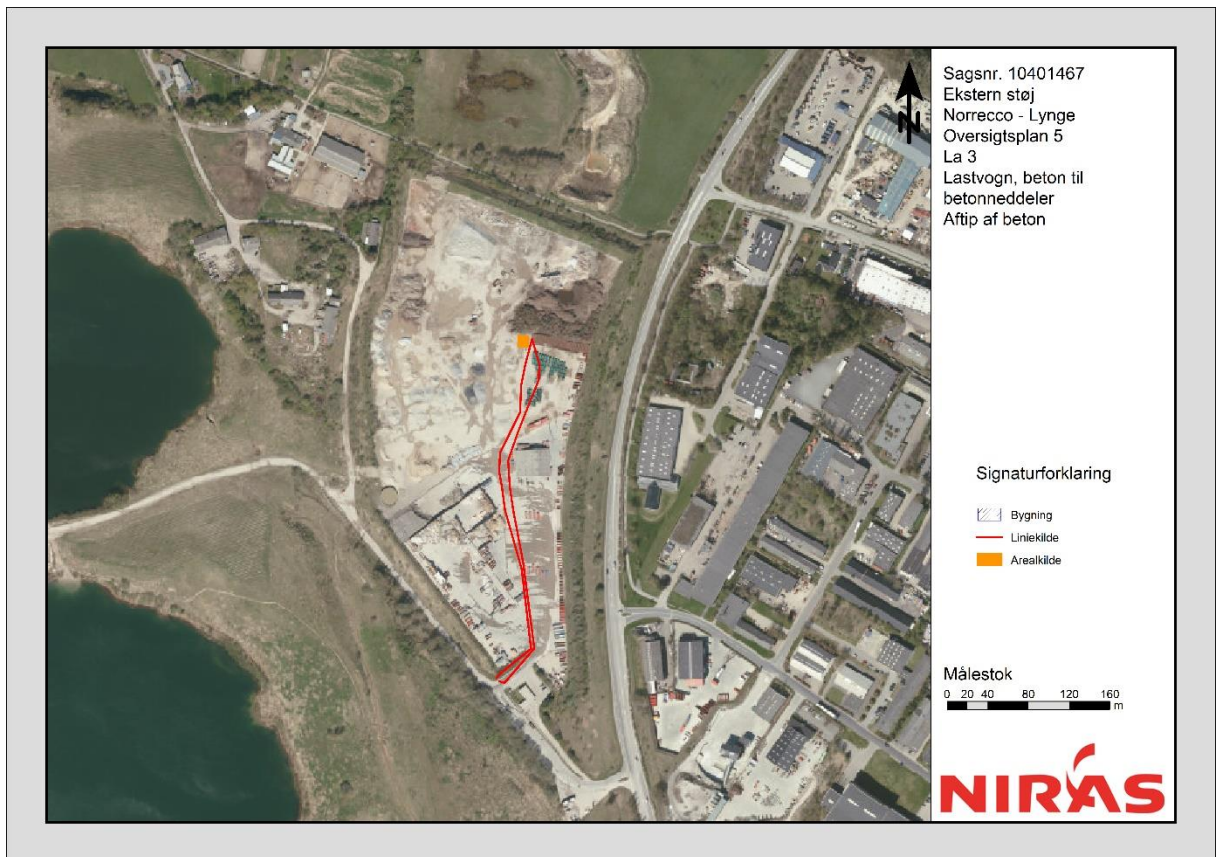 Sagsnr. 10401467
Ekstern støj
Norrecco - Lynge
Oversigtsplan 5
La 3
Lastvogn, beton til
betonneddeler
Aftip af beton
N
Signaturforklaring
Bygning
Liniekilde
Arealkilde
Målestok
0 20 40 80 120 160
m
NIRAS